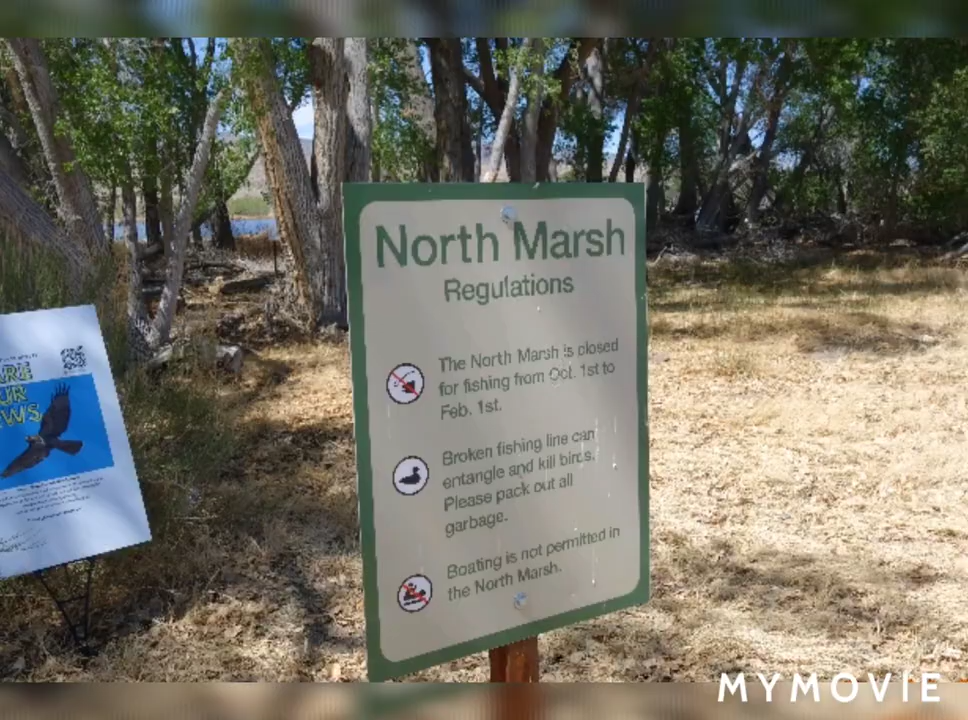 North Marsh
Regulations
The North Marsh is closed
for fishing from Oct. 1st to
Feb. 1st.
Broken fishing line can
entangle and kill birds.
Please pack out all
garbage.
Boating is not permitted in
the North Marsh.
MYMOVIE